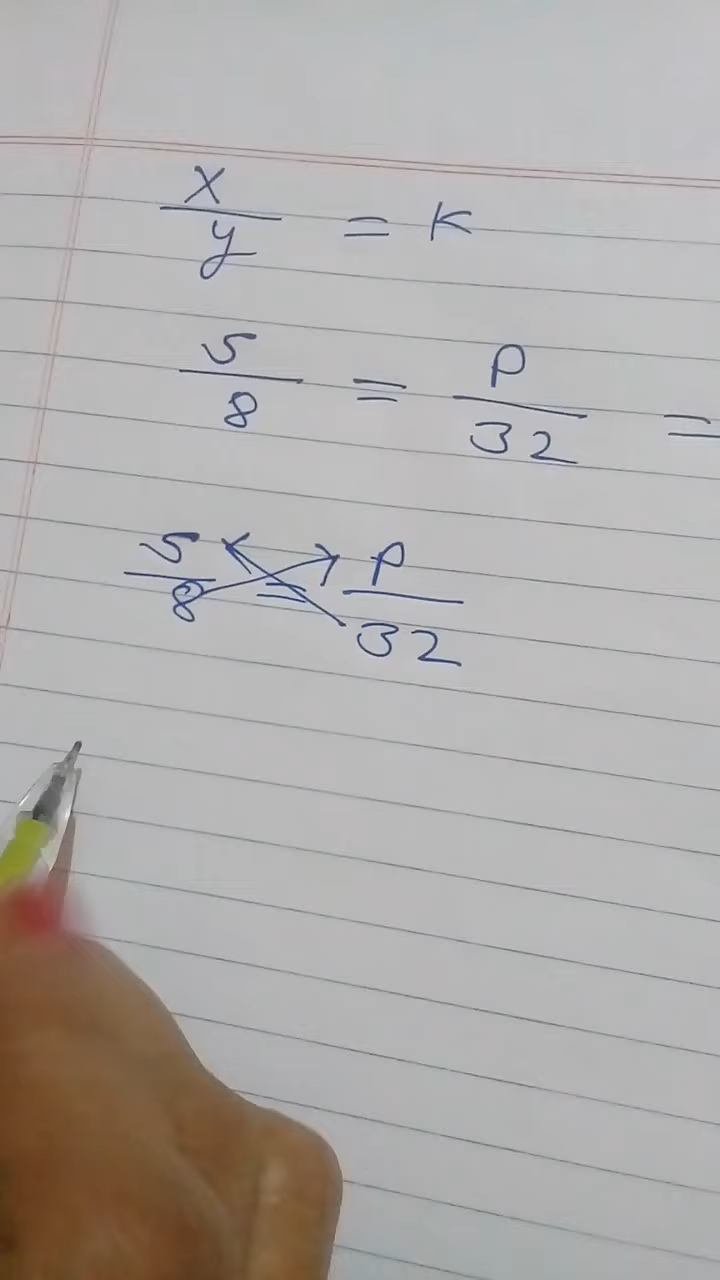 x/y = k
5/8 = P/32 =
5/8 = P/32